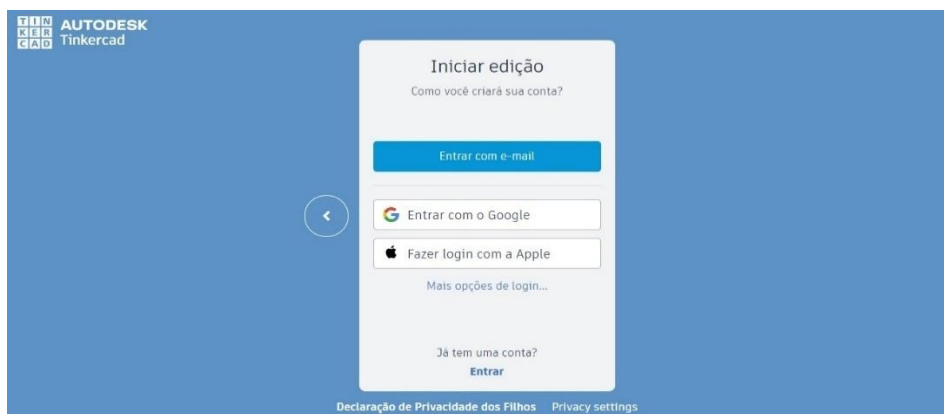 TIN
KER
CAD
AUTODESK
Tinkercad
Iniciar edição
Como você criará sua conta?
Entrar com e-mail
Entrar com o Google
Fazer login com a Apple
Mais opções de login...
Já tem uma conta?
Entrar
Declaração de Privacidade dos Filhos Privacy settings